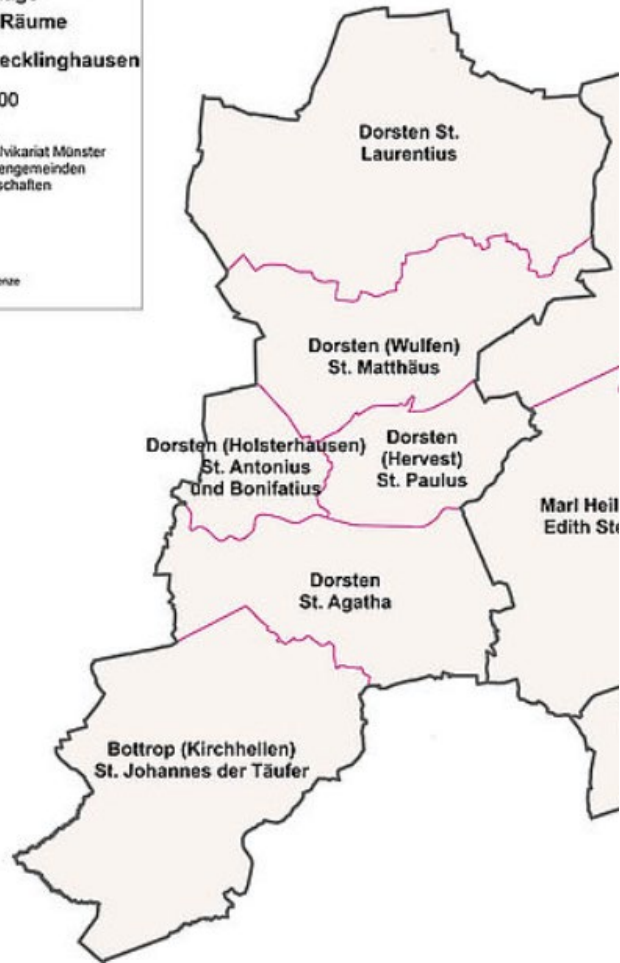 Räume
ecklinghausen
00
lvikariat Münster
engemeinden
schaften
Dorsten St.
Laurentius
Dorsten (Wulfen)
St. Matthäus
Dorsten (Holsterhausen)
St. Antonius
und Bonifatius
Dorsten
(Hervest)
St. Paulus
Marl Heil
Edith Ste
Dorsten
St. Agatha
Bottrop (Kirchhellen)
St. Johannes der Täufer